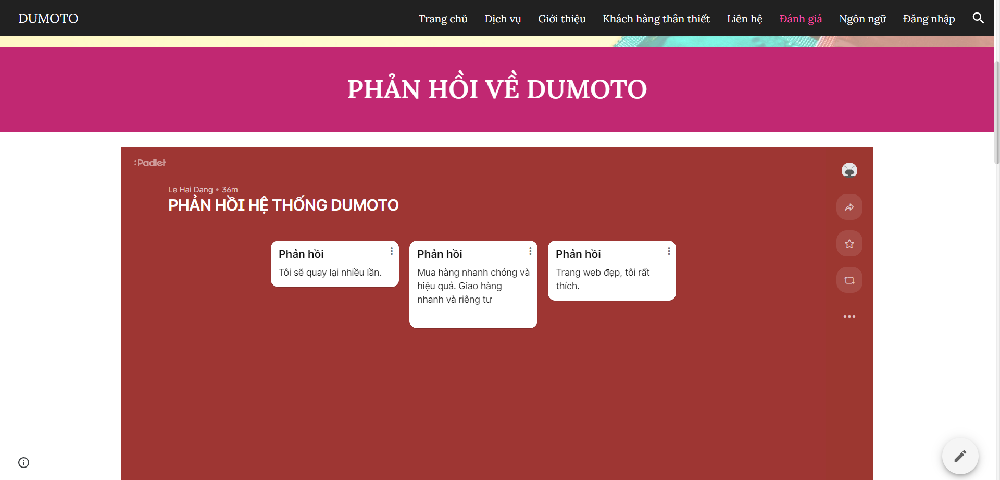 DUMOTO
Trang chủ
Dịch vụ
Giới thiệu
Khách hàng thân thiết
Liên hệ
Đánh giá
Ngôn ngữ
Đăng nhập
PHẢN HỒI VỀ DUMOTO
:Padlet
Le Hai Dang • 36m
PHẢN HỒI HỆ THỐNG DUMOTO
Phản hồi
Tôi sẽ quay lại nhiều lần.
Phản hồi
Mua hàng nhanh chóng và
hiệu quả. Giao hàng
nhanh và riêng tư
Phản hồi
Trang web đẹp, tôi rất
thích.